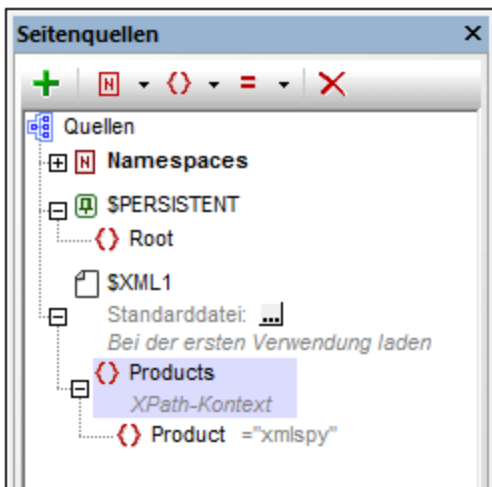 Seitenquellen
Quellen
Namespaces
$PERSISTENT
Root
$XML1
Standarddatei: ...
Bei der ersten Verwendung laden
Products
XPath-Kontext
Product ="xmlspy"